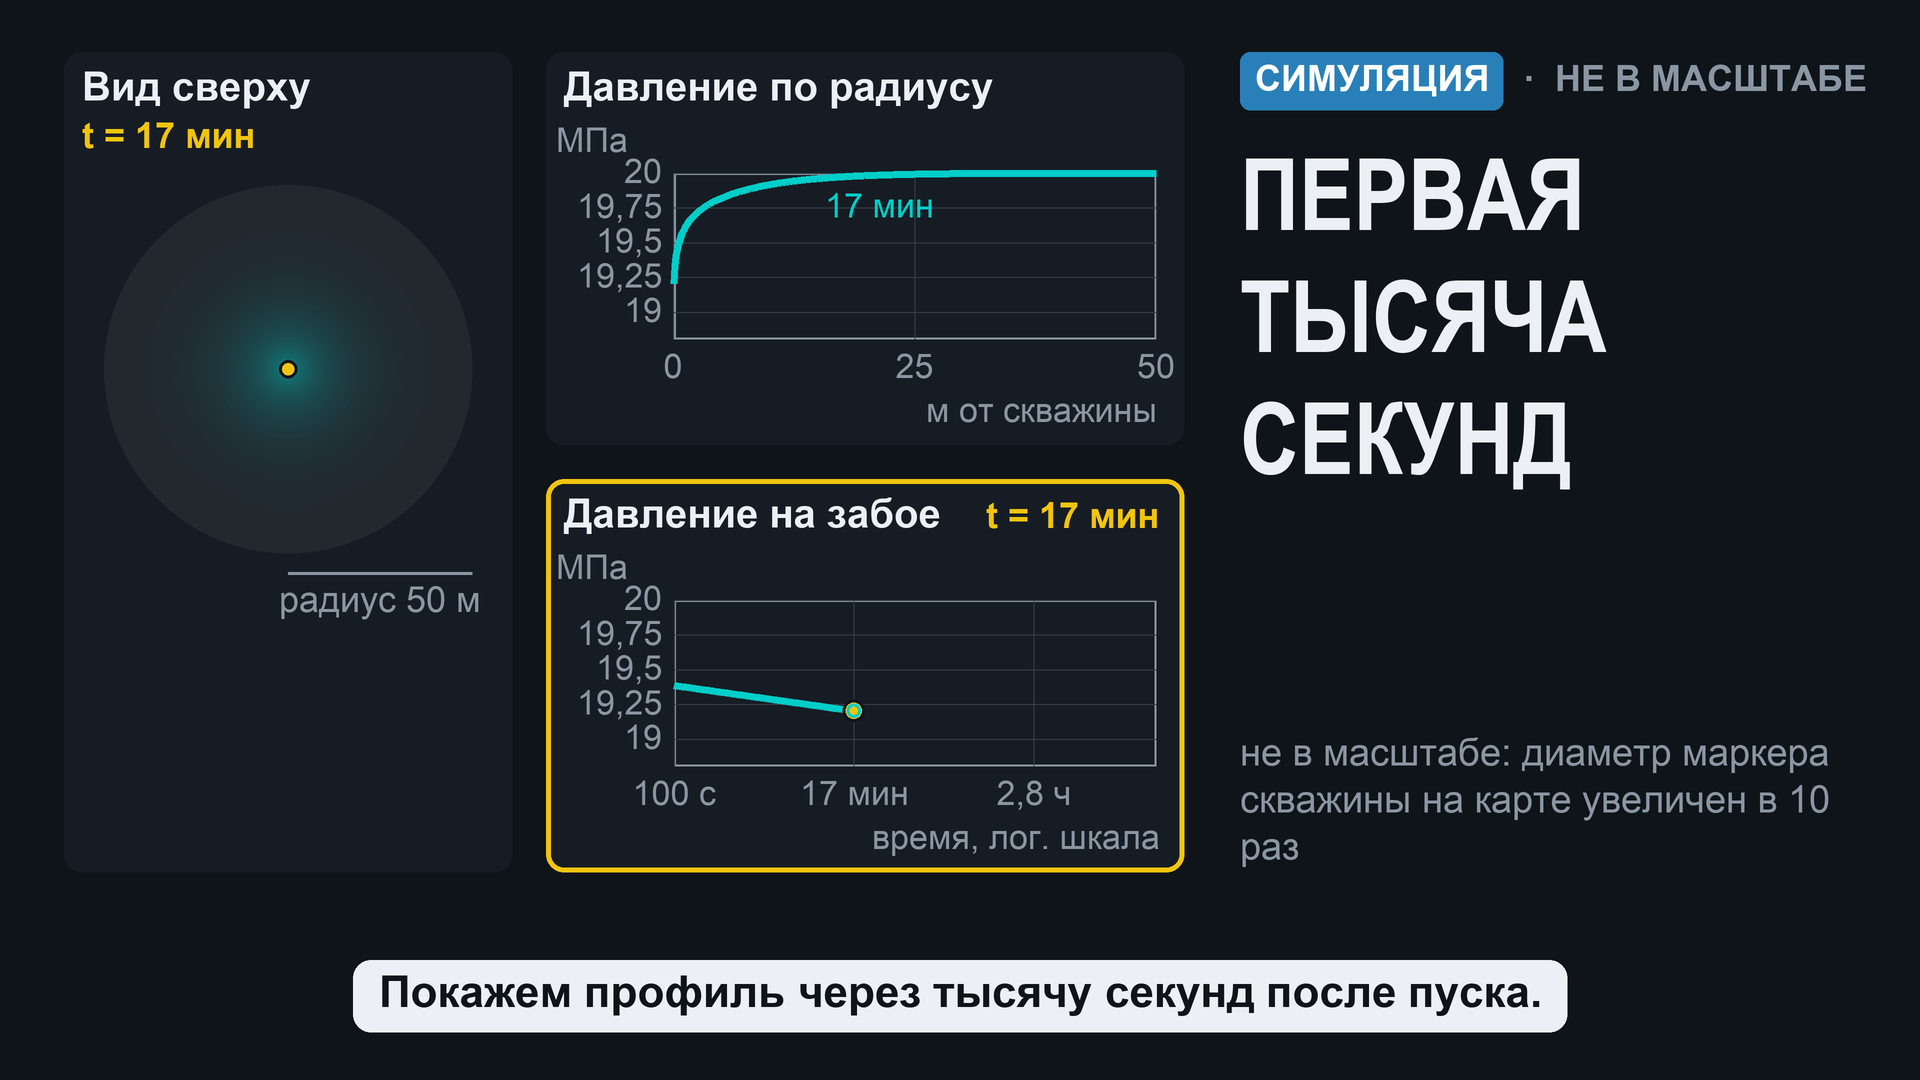 Вид сверху
t = 17 мин
радиус 50 м
Давление по радиусу
МПа
20
19,75
19,5
19,25
19
17 мин
0 25 50
м от скважины
Давление на забое t = 17 мин
МПа
20
19,75
19,5
19,25
19
100 с 17 мин 2,8 ч
время, лог. шкала
СИМУЛЯЦИЯ · НЕ В МАСШТАБЕ
ПЕРВАЯ
ТЫСЯЧА
СЕКУНД
не в масштабе: диаметр маркера
скважины на карте увеличен в 10
раз
Покажем профиль через тысячу секунд после пуска.